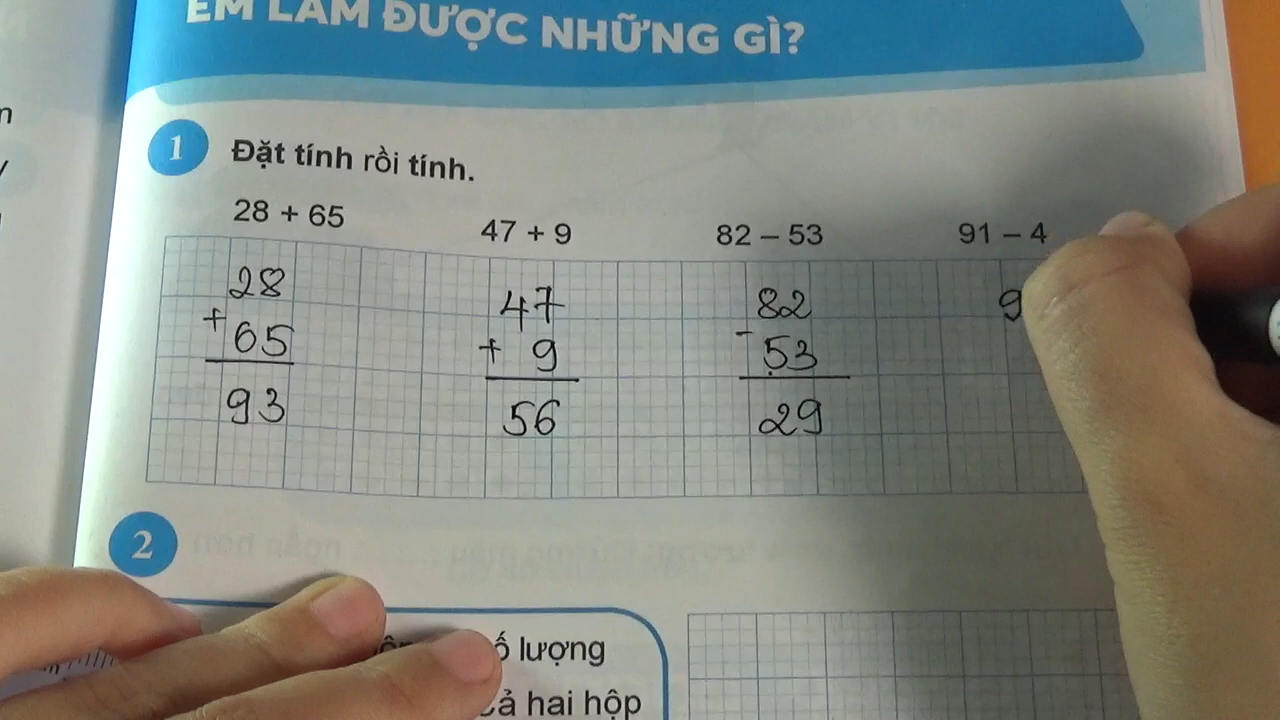 EM LÀM ĐƯỢC NHỮNG GÌ?
1 Đặt tính rồi tính.
28 + 65 47 + 9 82 – 53 91 – 4
28 47 82 9
+ 65 + 9 - 53
93 56 29
2
ố lượng
cả hai hộp